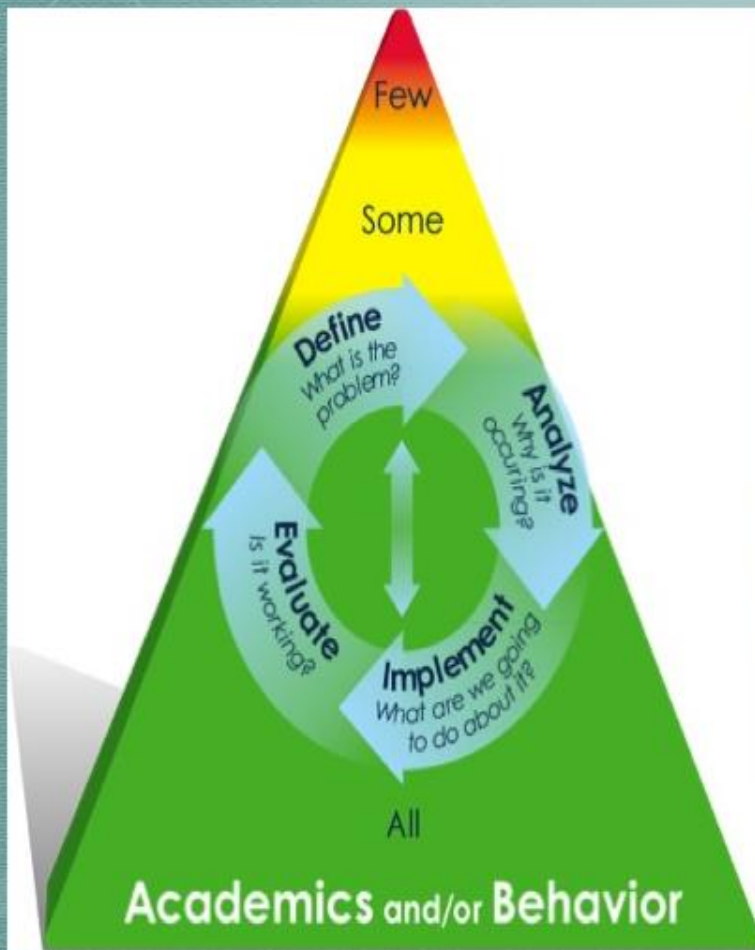 Few
Some
Define
What is the
problem?
Analyze
Why is it
occuring?
Implement
What are we going
to do about it?
Evaluate
Is it working?
All
Academics and/or Behavior